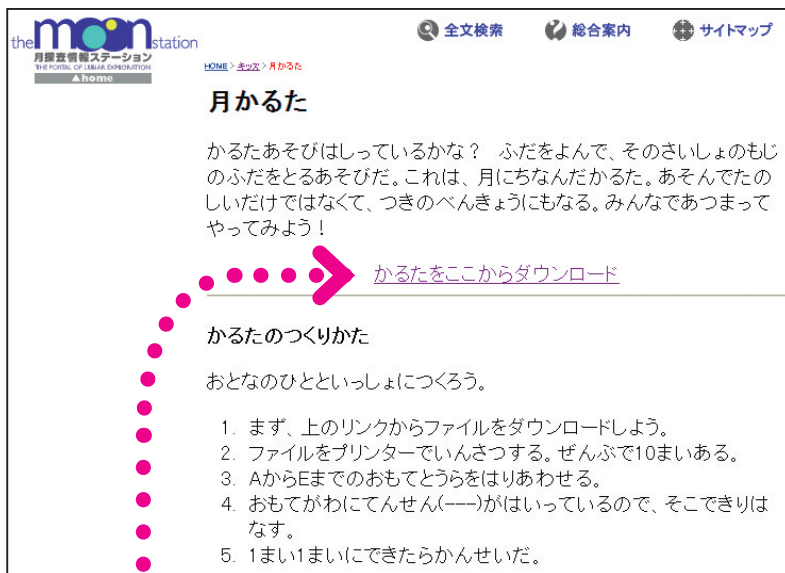 the moon station
月探査情報ステーション
THE PORTAL OF LUNAR EXPLORATION
▲home
全文検索
総合案内
サイトマップ
HOME > キッズ > 月かるた
月かるた
かるたあそびはしっているかな？　ふだをよんで、そのさいしょのもじ
のふだをとるあそびだ。これは、月にちなんだかるた。あそんでたの
しいだけではなくて、つきのべんきょうにもなる。みんなであつまって
やってみよう！
かるたをここからダウンロード
かるたのつくりかた
おとなのひとといっしょにつくろう。
1. まず、上のリンクからファイルをダウンロードしよう。
2. ファイルをプリンターでいんさつする。ぜんぶで10まいある。
3. AからEまでのおもてとうらをはりあわせる。
4. おもてがわにてんせん(---)がはいっているので、そこできりは
なす。
5. 1まい1まいにできたらかんせいだ。